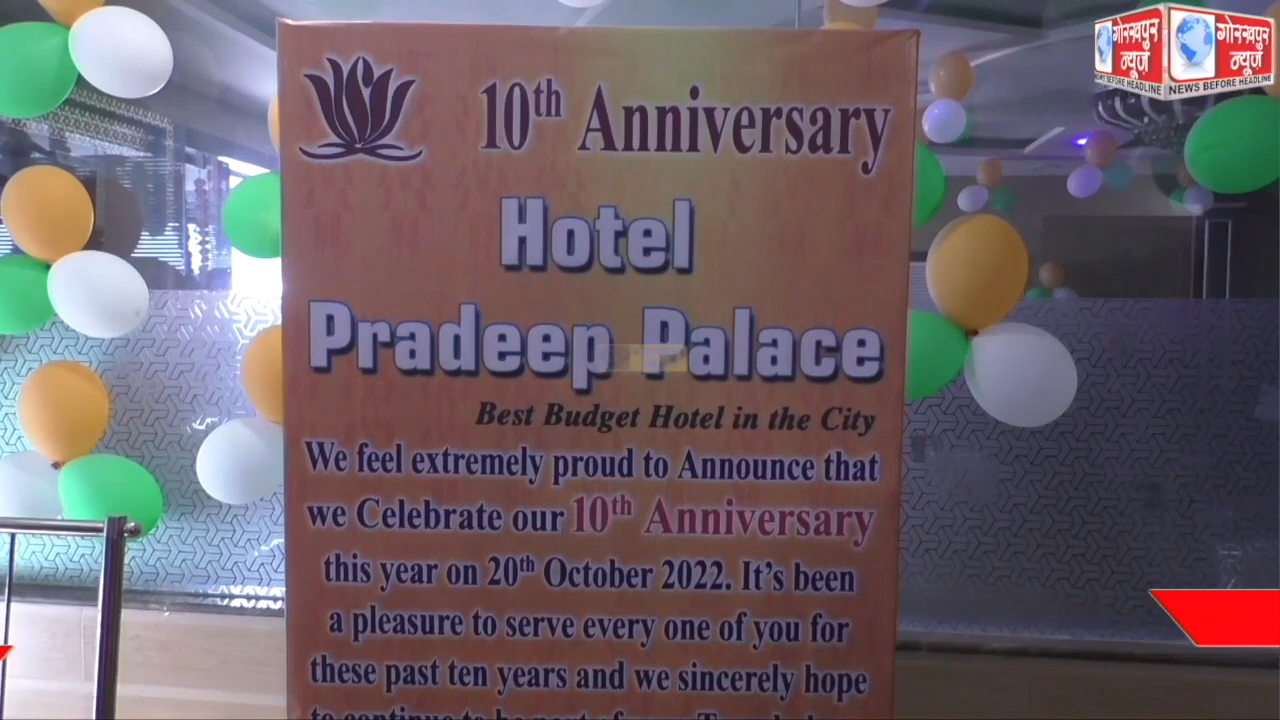 10th Anniversary
Hotel
Pradeep Palace
Best Budget Hotel in the City
We feel extremely proud to Announce that
we Celebrate our 10th Anniversary
this year on 20th October 2022. It's been
a pleasure to serve every one of you for
these past ten years and we sincerely hope
गोरखपुर
न्यूज
NEWS BEFORE HEADLINE
गोरखपुर
न्यूज
NEWS BEFORE HEADLINE